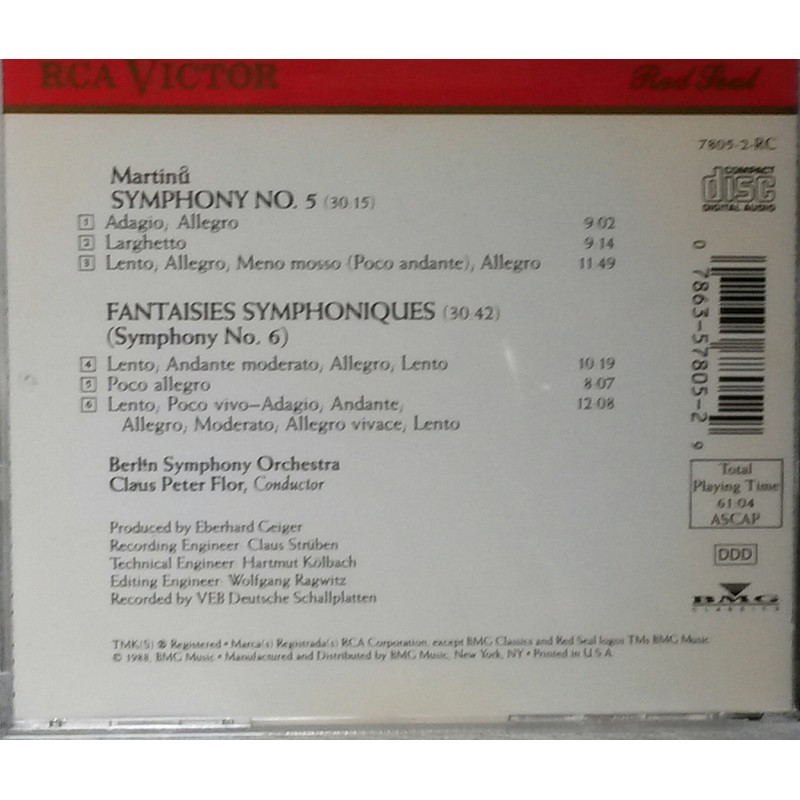 RCA VICTOR
Red Seal
7805-2-RC
Martinů
COMPACT
disc
DIGITAL AUDIO
SYMPHONY NO. 5 (30:15)
1 Adagio, Allegro 9:02
2 Larghetto 9:14
3 Lento, Allegro, Meno mosso (Poco andante), Allegro 11:49
FANTAISIES SYMPHONIQUES (30:42)
(Symphony No. 6)
4 Lento, Andante moderato, Allegro, Lento 10:19
5 Poco allegro 8:07
6 Lento, Poco vivo—Adagio, Andante,
Allegro, Moderato, Allegro vivace, Lento 12:08
0 7863-57805-2 9
Berlin Symphony Orchestra
Claus Peter Flor, Conductor
Total
Playing Time
61:04
ASCAP
DDD
BMG
CLASSICS
Produced by Eberhard Geiger
Recording Engineer: Claus Strüben
Technical Engineer: Hartmut Kölbach
Editing Engineer: Wolfgang Ragwitz
Recorded by VEB Deutsche Schallplatten
TMK(S) ® Registered • Marca(s) Registrada(s) RCA Corporation, except BMG Classics and Red Seal logos TMs BMG Music
© 1988, BMG Music • Manufactured and Distributed by BMG Music, New York, NY • Printed in U.S.A.